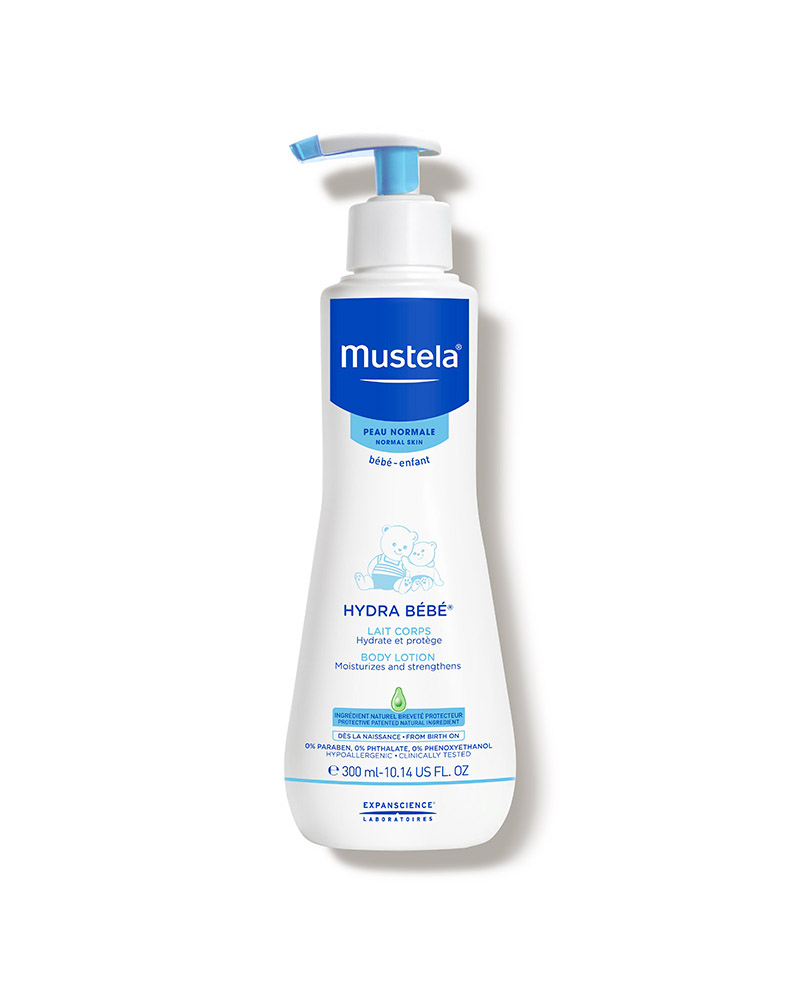 mustela®
PEAU NORMALE
NORMAL SKIN
bébé-enfant
HYDRA BÉBÉ®
LAIT CORPS
Hydrate et protège
BODY LOTION
Moisturizes and strengthens
INGRÉDIENT NATUREL BREVETÉ PROTECTEUR
PROTECTIVE PATENTED NATURAL INGREDIENT
DÈS LA NAISSANCE • FROM BIRTH ON
0% PARABEN, 0% PHTHALATE, 0% PHENOXYETHANOL
HYPOALLERGENIC • CLINICALLY TESTED
℮ 300 ml-10.14 US FL. OZ
EXPANSCIENCE®
LABORATOIRES